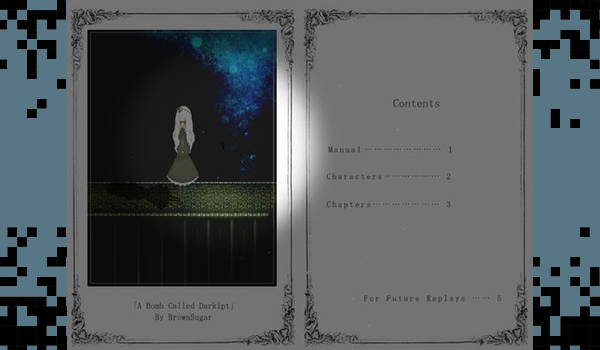 「A Bomb Called Darkipt」
By BrownSugar
Contents
Manual ……………………… 1
Characters ……………… 2
Chapters ………………… 3
For Future Replays …… 5